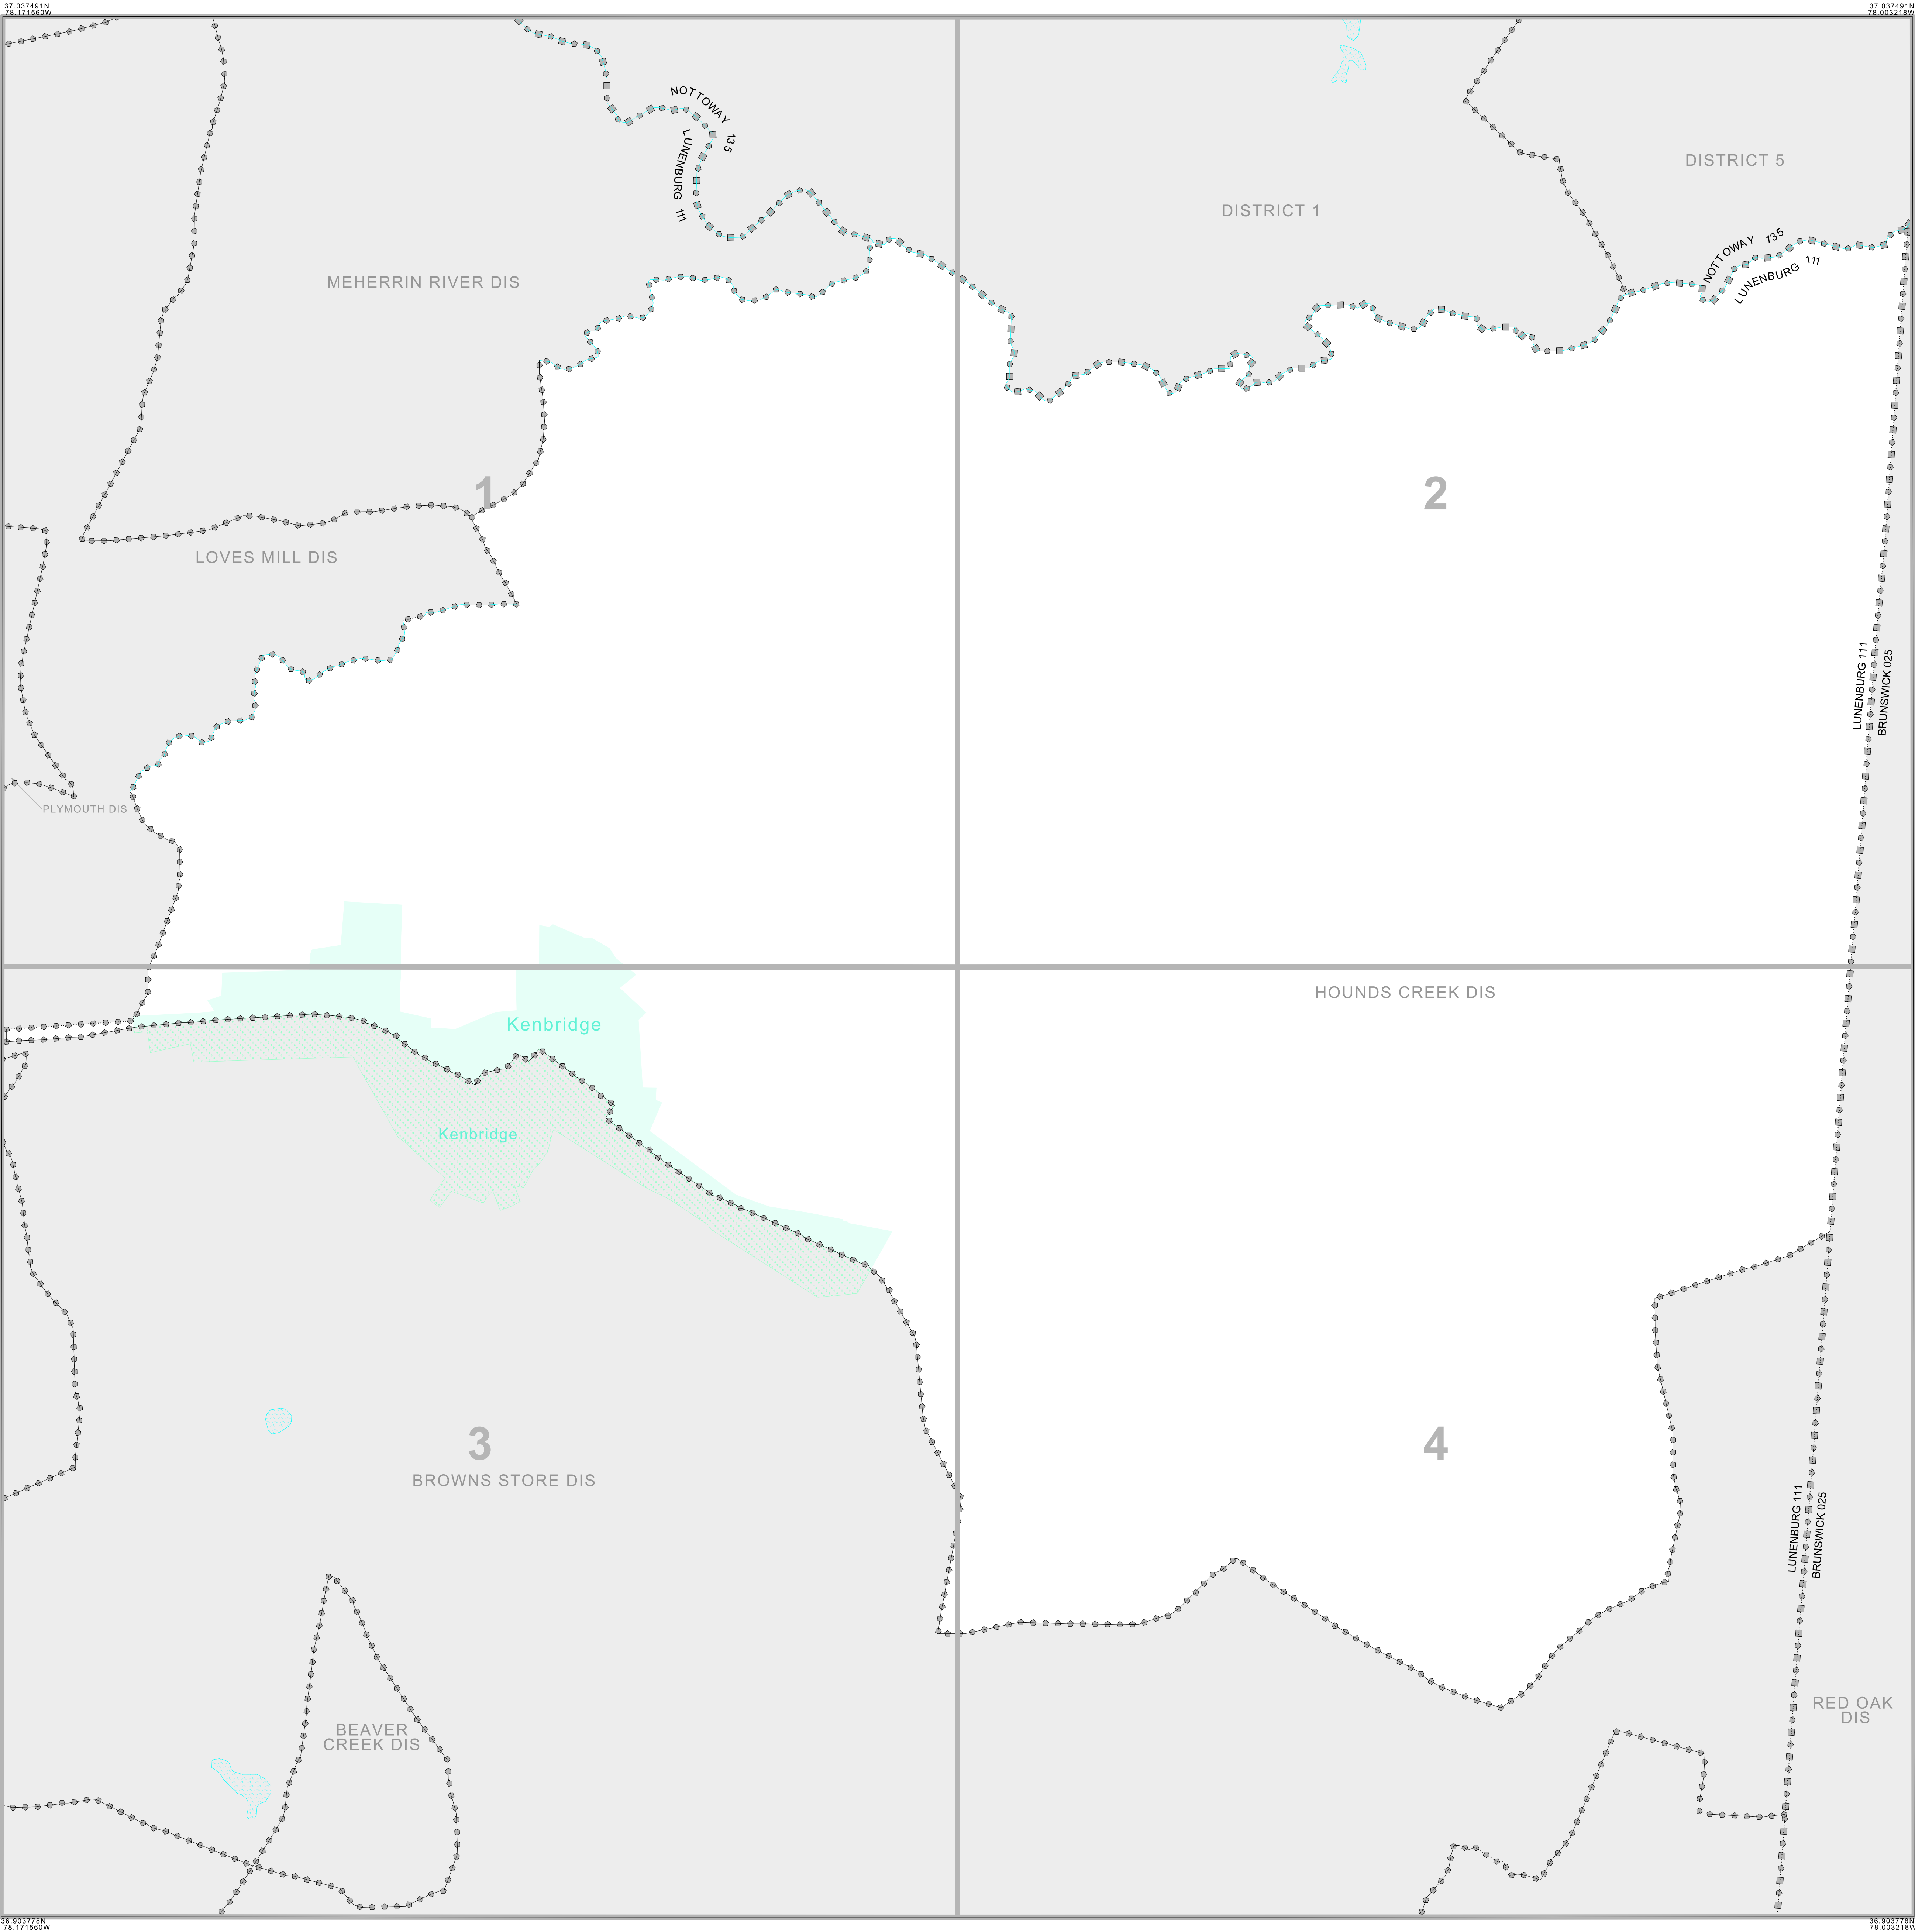 37.037491N
78.171560W
37.037491N
78.003218W
NOTTOWAY 135
LUNENBURG 111
DISTRICT 5
DISTRICT 1
NOTTOWAY 135
LUNENBURG 111
MEHERRIN RIVER DIS
1
2
LOVES MILL DIS
LUNENBURG 111
BRUNSWICK 025
PLYMOUTH DIS
HOUNDS CREEK DIS
Kenbridge
Kenbridge
3
4
BROWNS STORE DIS
LUNENBURG 111
BRUNSWICK 025
RED OAK
DIS
BEAVER
CREEK DIS
36.903778N
78.171560W
36.903778N
78.003218W